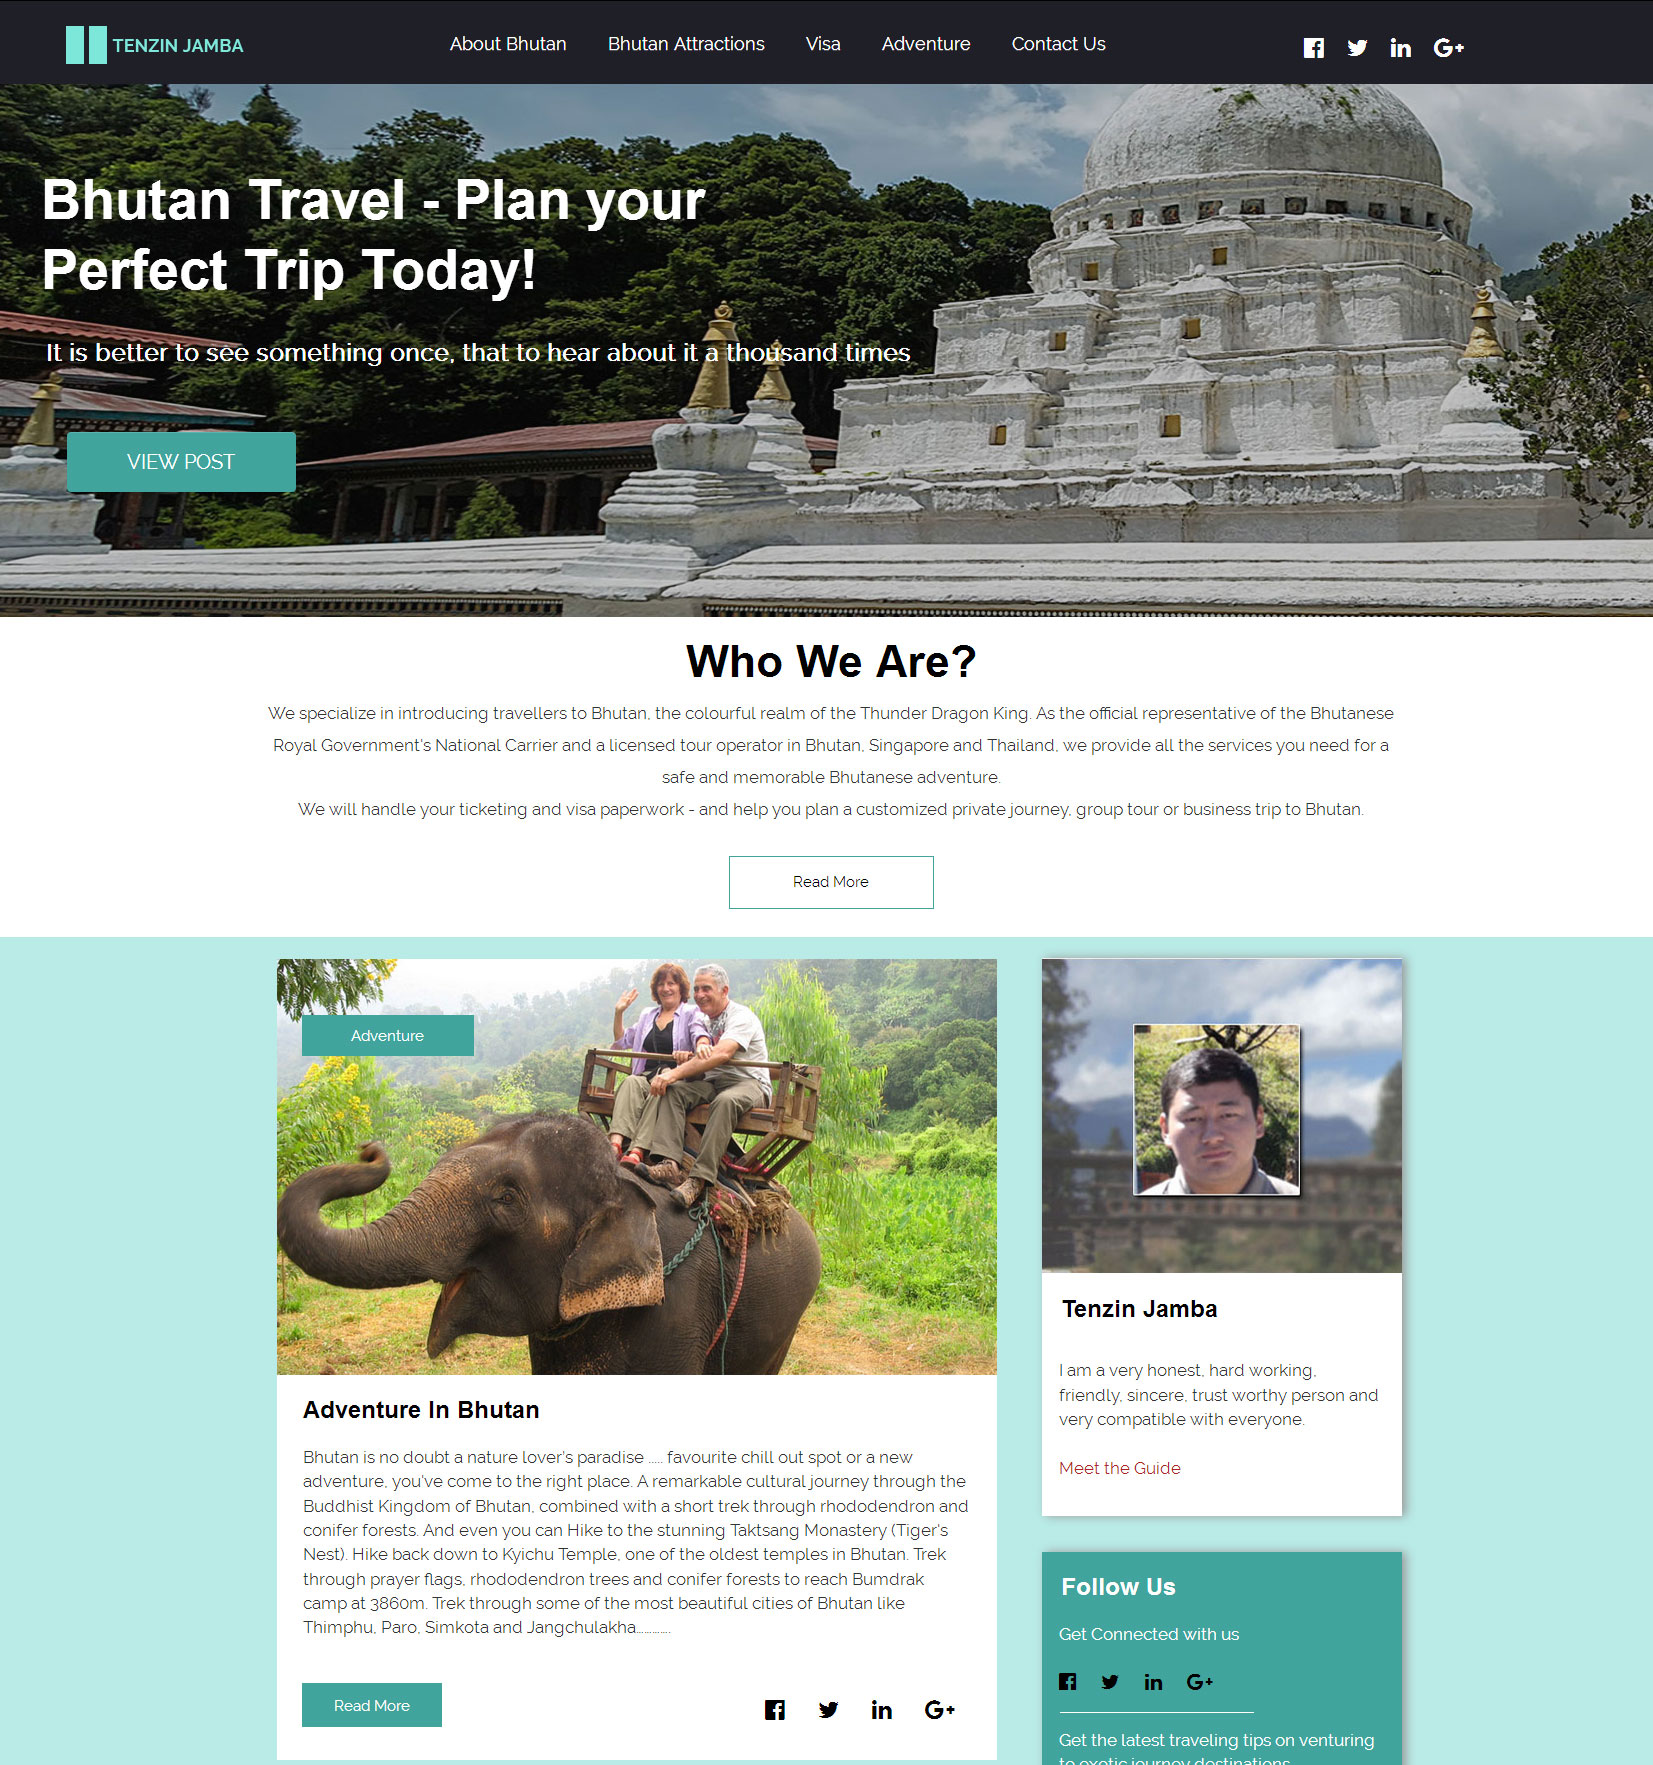 TENZIN JAMBA
About Bhutan
Bhutan Attractions
Visa
Adventure
Contact Us
G+
Bhutan Travel - Plan your
Perfect Trip Today!
It is better to see something once, that to hear about it a thousand times
VIEW POST
Who We Are?
We specialize in introducing travellers to Bhutan, the colourful realm of the Thunder Dragon King. As the official representative of the Bhutanese
Royal Government's National Carrier and a licensed tour operator in Bhutan, Singapore and Thailand, we provide all the services you need for a
safe and memorable Bhutanese adventure.
We will handle your ticketing and visa paperwork - and help you plan a customized private journey, group tour or business trip to Bhutan.
Read More
Adventure
Adventure In Bhutan
Bhutan is no doubt a nature lover's paradise ..... favourite chill out spot or a new
adventure, you've come to the right place. A remarkable cultural journey through the
Buddhist Kingdom of Bhutan, combined with a short trek through rhododendron and
conifer forests. And even you can Hike to the stunning Taktsang Monastery (Tiger's
Nest). Hike back down to Kyichu Temple, one of the oldest temples in Bhutan. Trek
through prayer flags, rhododendron trees and conifer forests to reach Bumdrak
camp at 3860m. Trek through some of the most beautiful cities of Bhutan like
Thimphu, Paro, Simkota and Jangchulakha............
Read More
G+
Tenzin Jamba
I am a very honest, hard working,
friendly, sincere, trust worthy person and
very compatible with everyone.
Meet the Guide
Follow Us
Get Connected with us
G+
Get the latest traveling tips on venturing
to exotic journey destinations